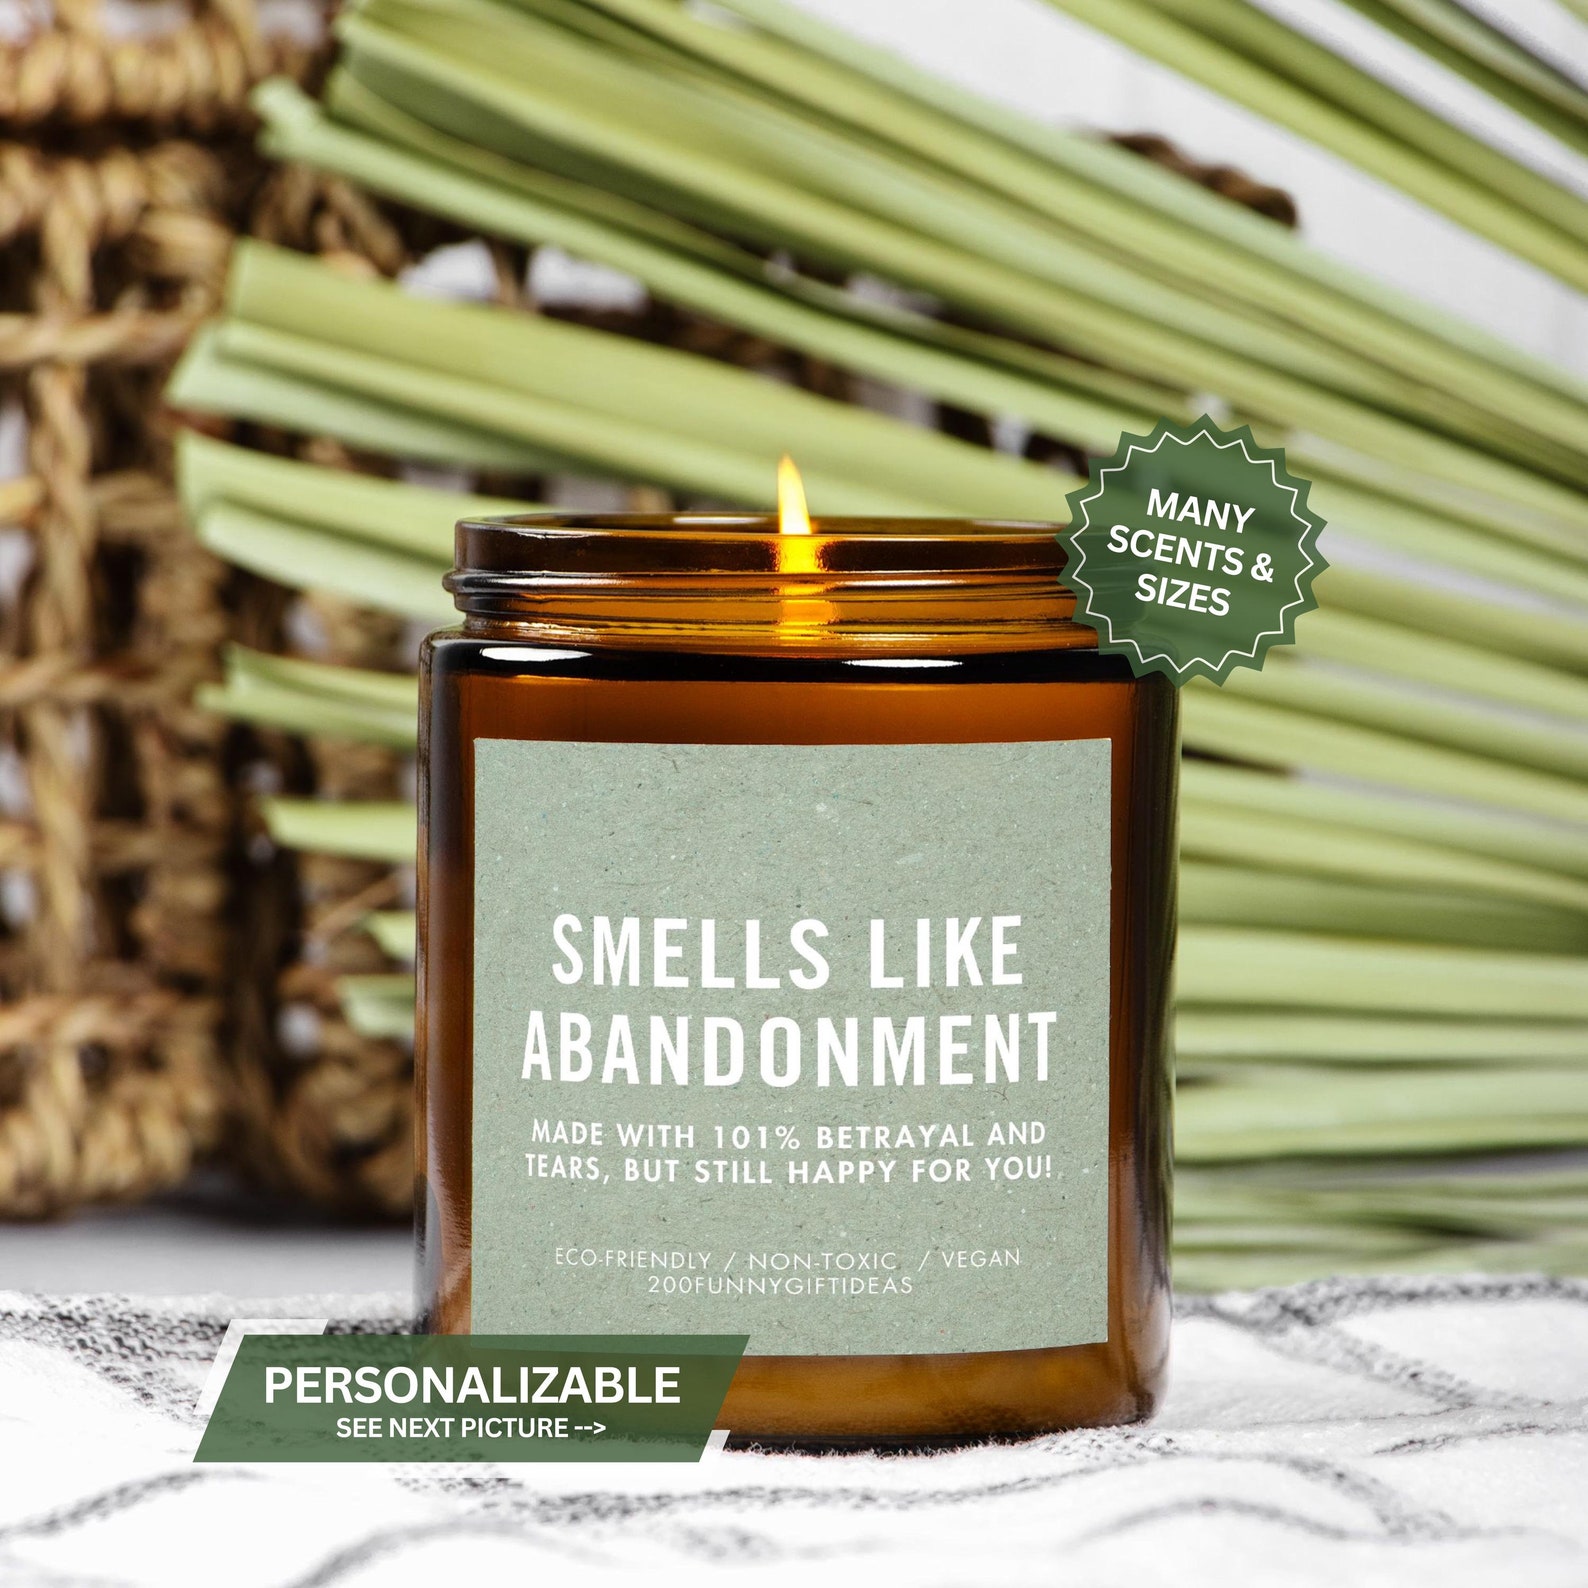 MANY
SCENTS &
SIZES
SMELLS LIKE
ABANDONMENT
MADE WITH 101% BETRAYAL AND
TEARS, BUT STILL HAPPY FOR YOU!
ECO-FRIENDLY / NON-TOXIC / VEGAN
200FUNNYGIFTIDEAS
PERSONALIZABLE
SEE NEXT PICTURE -->